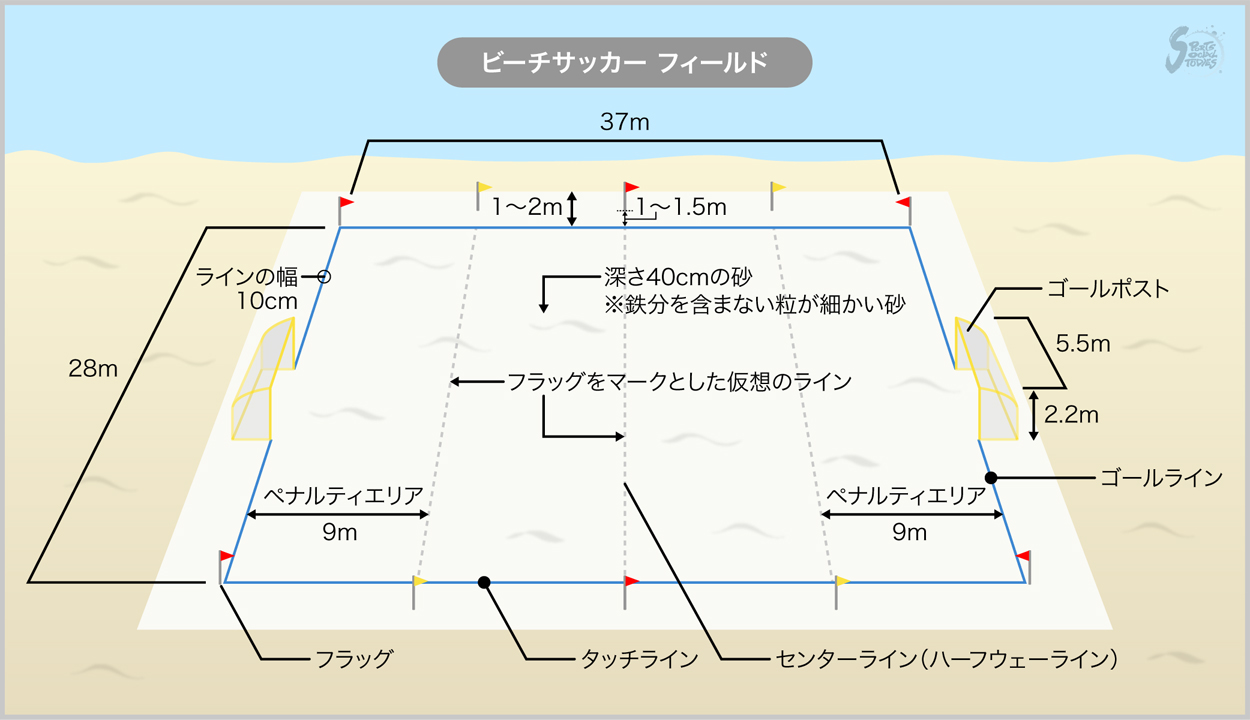 ビーチサッカー フィールド
SPORTS
SOCIAL
STORIES
37m
1〜2m
1〜1.5m
ラインの幅
10cm
深さ40cmの砂
※鉄分を含まない粒が細かい砂
ゴールポスト
5.5m
28m
フラッグをマークとした仮想のライン
2.2m
ゴールライン
ペナルティエリア
9m
ペナルティエリア
9m
フラッグ
タッチライン
センターライン(ハーフウェーライン)